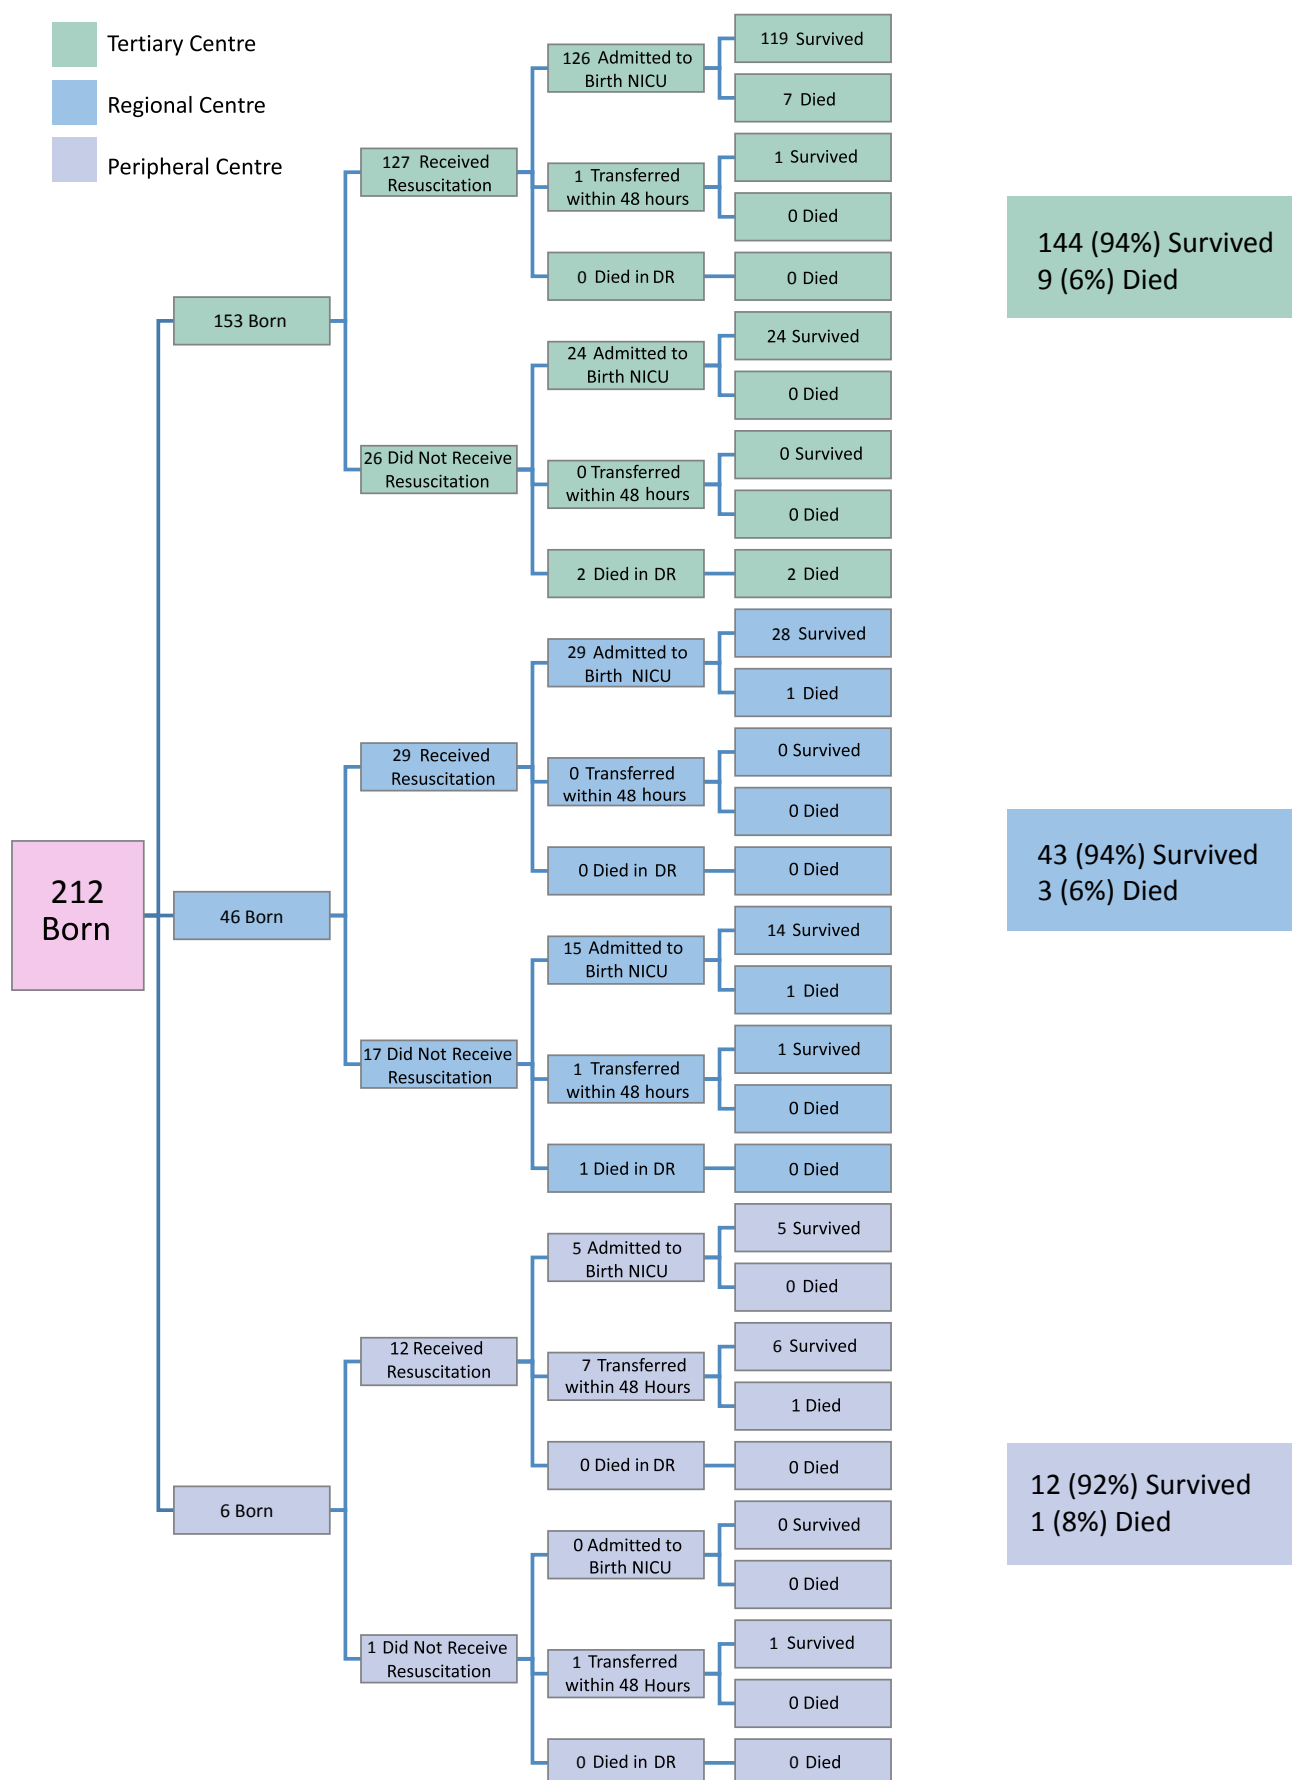 Tertiary Centre
Regional Centre
Peripheral Centre
212
Born
153 Born
127 Received
Resuscitation
126 Admitted to
Birth NICU
119 Survived
7 Died
1 Transferred
within 48 hours
1 Survived
0 Died
0 Died in DR
0 Died
26 Did Not Receive
Resuscitation
24 Admitted to
Birth NICU
24 Survived
0 Died
0 Transferred
within 48 hours
0 Survived
0 Died
2 Died in DR
2 Died
144 (94%) Survived
9 (6%) Died
46 Born
29 Received
Resuscitation
29 Admitted to
Birth NICU
28 Survived
1 Died
0 Transferred
within 48 hours
0 Survived
0 Died
0 Died in DR
0 Died
17 Did Not Receive
Resuscitation
15 Admitted to
Birth NICU
14 Survived
1 Died
1 Transferred
within 48 hours
1 Survived
0 Died
1 Died in DR
0 Died
43 (94%) Survived
3 (6%) Died
6 Born
12 Received
Resuscitation
5 Admitted to
Birth NICU
5 Survived
0 Died
7 Transferred
within 48 Hours
6 Survived
1 Died
0 Died in DR
0 Died
1 Did Not Receive
Resuscitation
0 Admitted to
Birth NICU
0 Survived
0 Died
1 Transferred
within 48 Hours
1 Survived
0 Died
0 Died in DR
0 Died
12 (92%) Survived
1 (8%) Died